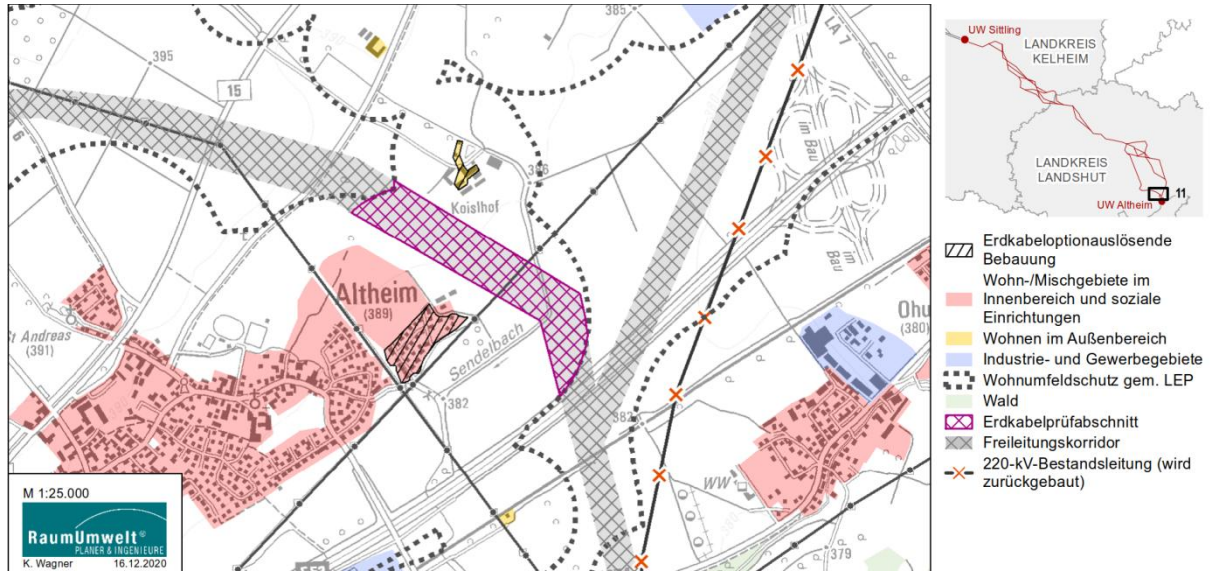 395
15
6
LA 7
im Bau
im
Bau
386
Koislhof
Altheim
(389)
St Andreas
(391)
Sendelbach
382
382
Ohu
(380)
WW
379
M 1:25.000
RaumUmwelt®
PLANER & INGENIEURE
K. Wagner 16.12.2020
UW Sittling
LANDKREIS
KELHEIM
LANDKREIS
LANDSHUT
11
UW Altheim
Erdkabeloptionauslösende
Bebauung
Wohn-/Mischgebiete im
Innenbereich und soziale
Einrichtungen
Wohnen im Außenbereich
Industrie- und Gewerbegebiete
Wohnumfeldschutz gem. LEP
Wald
Erdkabelprüfabschnitt
Freileitungskorridor
220-kV-Bestandsleitung (wird
zurückgebaut)